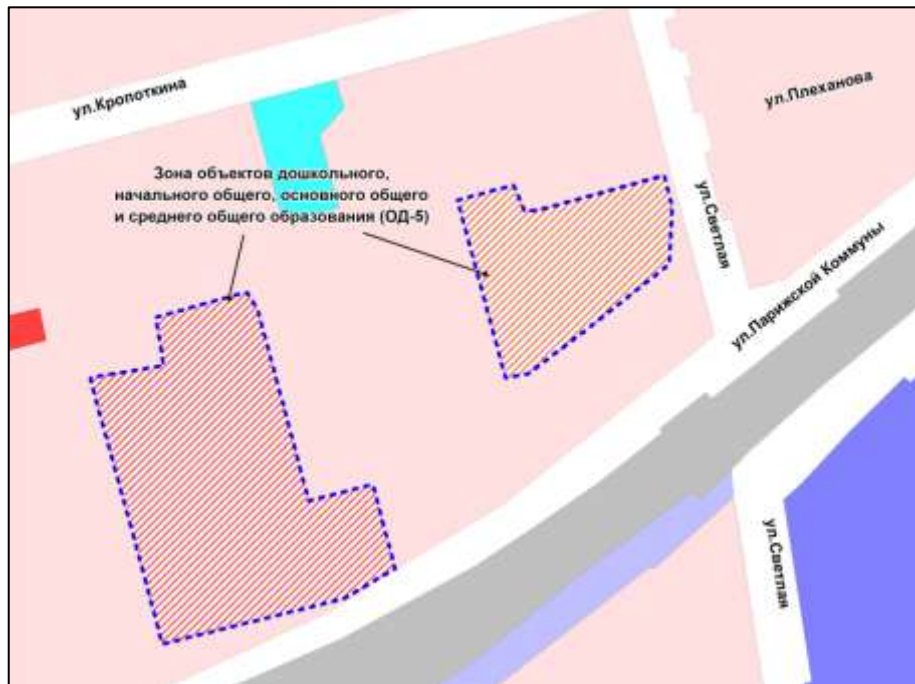 ул.Кропоткина
ул.Плеханова
Зона объектов дошкольного,
начального общего, основного общего
и среднего общего образования (ОД-5)
ул.Светлая
ул.Парижской Коммуны
ул.Светлая